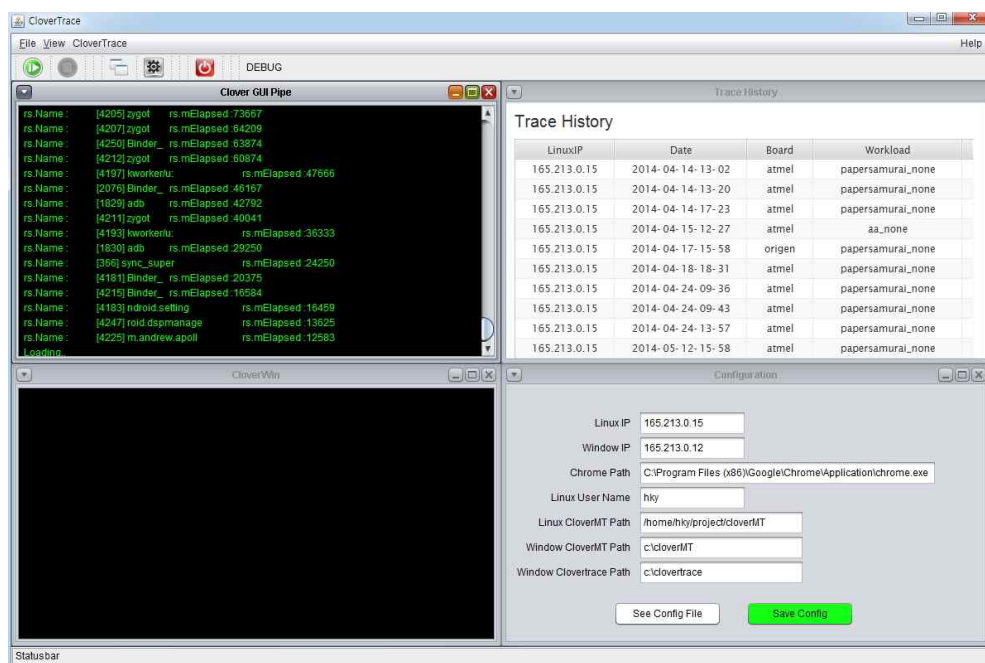 CloverTrace
File View CloverTrace Help
DEBUG
Clover GUI Pipe
rs.Name : [4205] zygot rs.mElapsed :73667
rs.Name : [4207] zygot rs.mElapsed :64209
rs.Name : [4250] Binder_ rs.mElapsed :63874
rs.Name : [4212] zygot rs.mElapsed :60874
rs.Name : [4197] kworker/u: rs.mElapsed :47666
rs.Name : [2076] Binder_ rs.mElapsed :46167
rs.Name : [1829] adb rs.mElapsed :42792
rs.Name : [4211] zygot rs.mElapsed :40041
rs.Name : [4193] kworker/u: rs.mElapsed :36333
rs.Name : [1830] adb rs.mElapsed :29250
rs.Name : [366] sync_super rs.mElapsed :24250
rs.Name : [4181] Binder_ rs.mElapsed :20375
rs.Name : [4215] Binder_ rs.mElapsed :16584
rs.Name : [4183] ndroid.setting rs.mElapsed :16459
rs.Name : [4247] roid.dspmanage rs.mElapsed :13625
rs.Name : [4225] m.andrew.apoll rs.mElapsed :12583
Loading..
Trace History
Trace History
LinuxIP Date Board Workload
165.213.0.15 2014-04-14-13-02 atmel papersamurai_none
165.213.0.15 2014-04-14-13-20 atmel papersamurai_none
165.213.0.15 2014-04-14-17-23 atmel papersamurai_none
165.213.0.15 2014-04-15-12-27 atmel aa_none
165.213.0.15 2014-04-17-15-58 origen papersamurai_none
165.213.0.15 2014-04-18-18-31 atmel papersamurai_none
165.213.0.15 2014-04-24-09-36 atmel papersamurai_none
165.213.0.15 2014-04-24-09-43 atmel papersamurai_none
165.213.0.15 2014-04-24-13-57 atmel papersamurai_none
165.213.0.15 2014-05-12-15-58 atmel papersamurai_none
CloverWin
Configuration
Linux IP 165.213.0.15
Window IP 165.213.0.12
Chrome Path C:\Program Files (x86)\Google\Chrome\Application\chrome.exe
Linux User Name hky
Linux CloverMT Path /home/hky/project/cloverMT
Window CloverMT Path c:\cloverMT
Window Clovertrace Path c:\clovertrace
See Config File Save Config
Statusbar